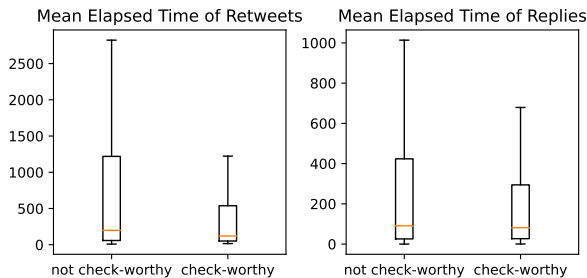 Mean Elapsed Time of Retweets
2500
2000
1500
1000
500
0
not check-worthy
check-worthy
Mean Elapsed Time of Replies
1000
800
600
400
200
0
not check-worthy
check-worthy